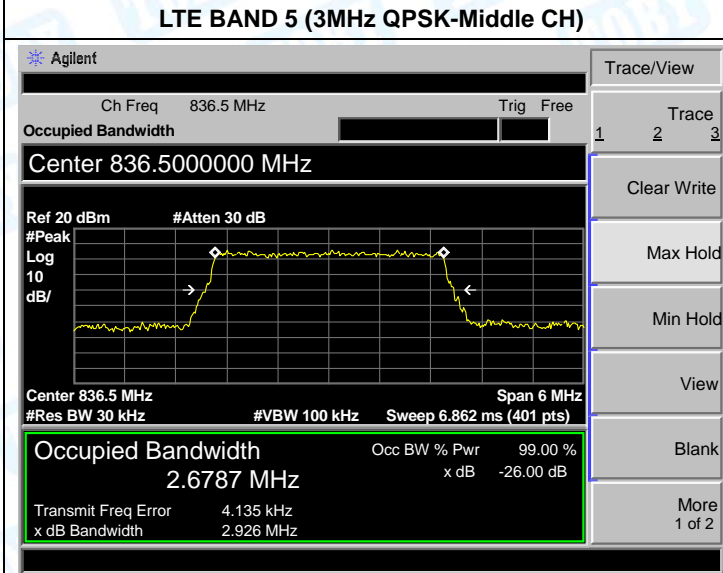 LTE BAND 5 (3MHz QPSK-Middle CH)
Agilent
Trace/View
Ch Freq 836.5 MHz Trig Free
Occupied Bandwidth
Trace
1 2 3
Center 836.5000000 MHz
Clear Write
Ref 20 dBm #Atten 30 dB
#Peak
Log
10
dB/
Max Hold
Min Hold
View
Center 836.5 MHz Span 6 MHz
#Res BW 30 kHz #VBW 100 kHz Sweep 6.862 ms (401 pts)
Occupied Bandwidth Occ BW % Pwr 99.00 %
2.6787 MHz x dB -26.00 dB
Blank
Transmit Freq Error 4.135 kHz
x dB Bandwidth 2.926 MHz
More
1 of 2